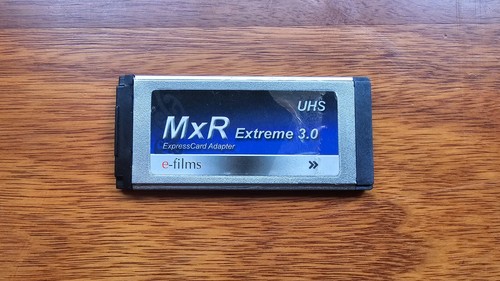 UHS
MxR Extreme 3.0
ExpressCard Adapter
e-films